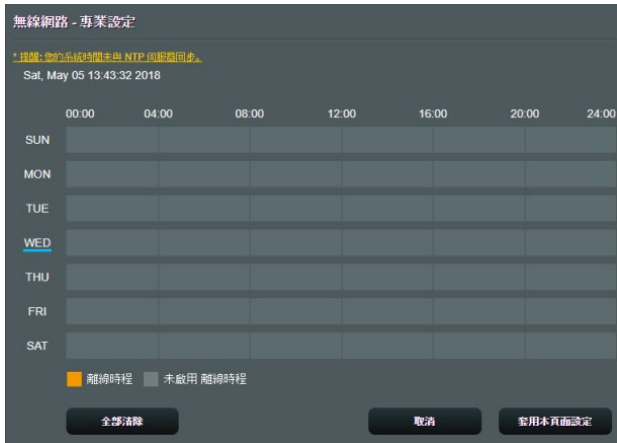 無線網路 - 專業設定
* 提醒: 您的系統時間未與 NTP 伺服器同步。
Sat, May 05 13:43:32 2018
00:00 04:00 08:00 12:00 16:00 20:00 24:00
SUN
MON
TUE
WED
THU
FRI
SAT
離線時程 未啟用 離線時程
全部清除 取消 套用本頁面設定